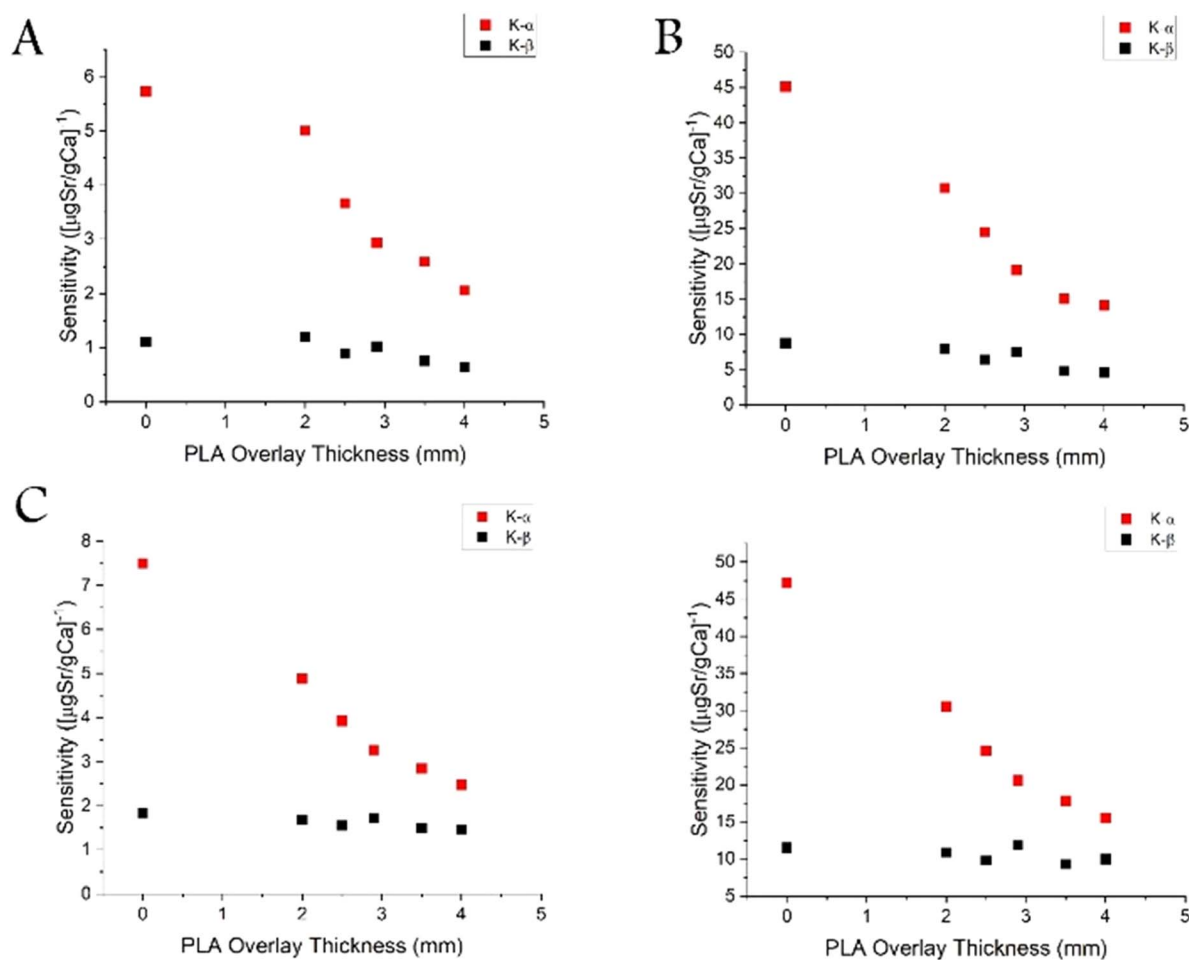 A
K-α
K-β
Sensitivity ([µgSr/gCa]⁻¹)
6
5
4
3
2
1
0
0 1 2 3 4 5
PLA Overlay Thickness (mm)
B
K α
K-β
Sensitivity ([µgSr/gCa]⁻¹)
50
45
40
35
30
25
20
15
10
5
0
0 1 2 3 4 5
PLA Overlay Thickness (mm)
C
K-α
K-β
Sensitivity ([µgSr/gCa]⁻¹)
8
7
5
4
3
2
1
0
0 1 2 3 4 5
PLA Overlay Thickness (mm)
K α
K-β
Sensitivity ([µgSr/gCa]⁻¹)
50
45
35
30
25
20
15
10
5
0 1 2 3 4 5
PLA Overlay Thickness (mm)